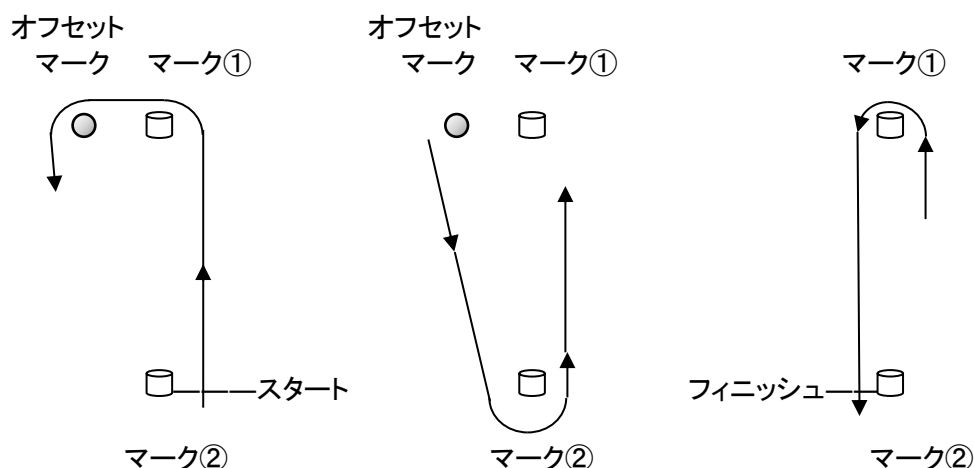 オフセット
マーク マーク①
スタート
マーク②
オフセット
マーク マーク①
マーク②
マーク①
フィニッシュ
マーク②